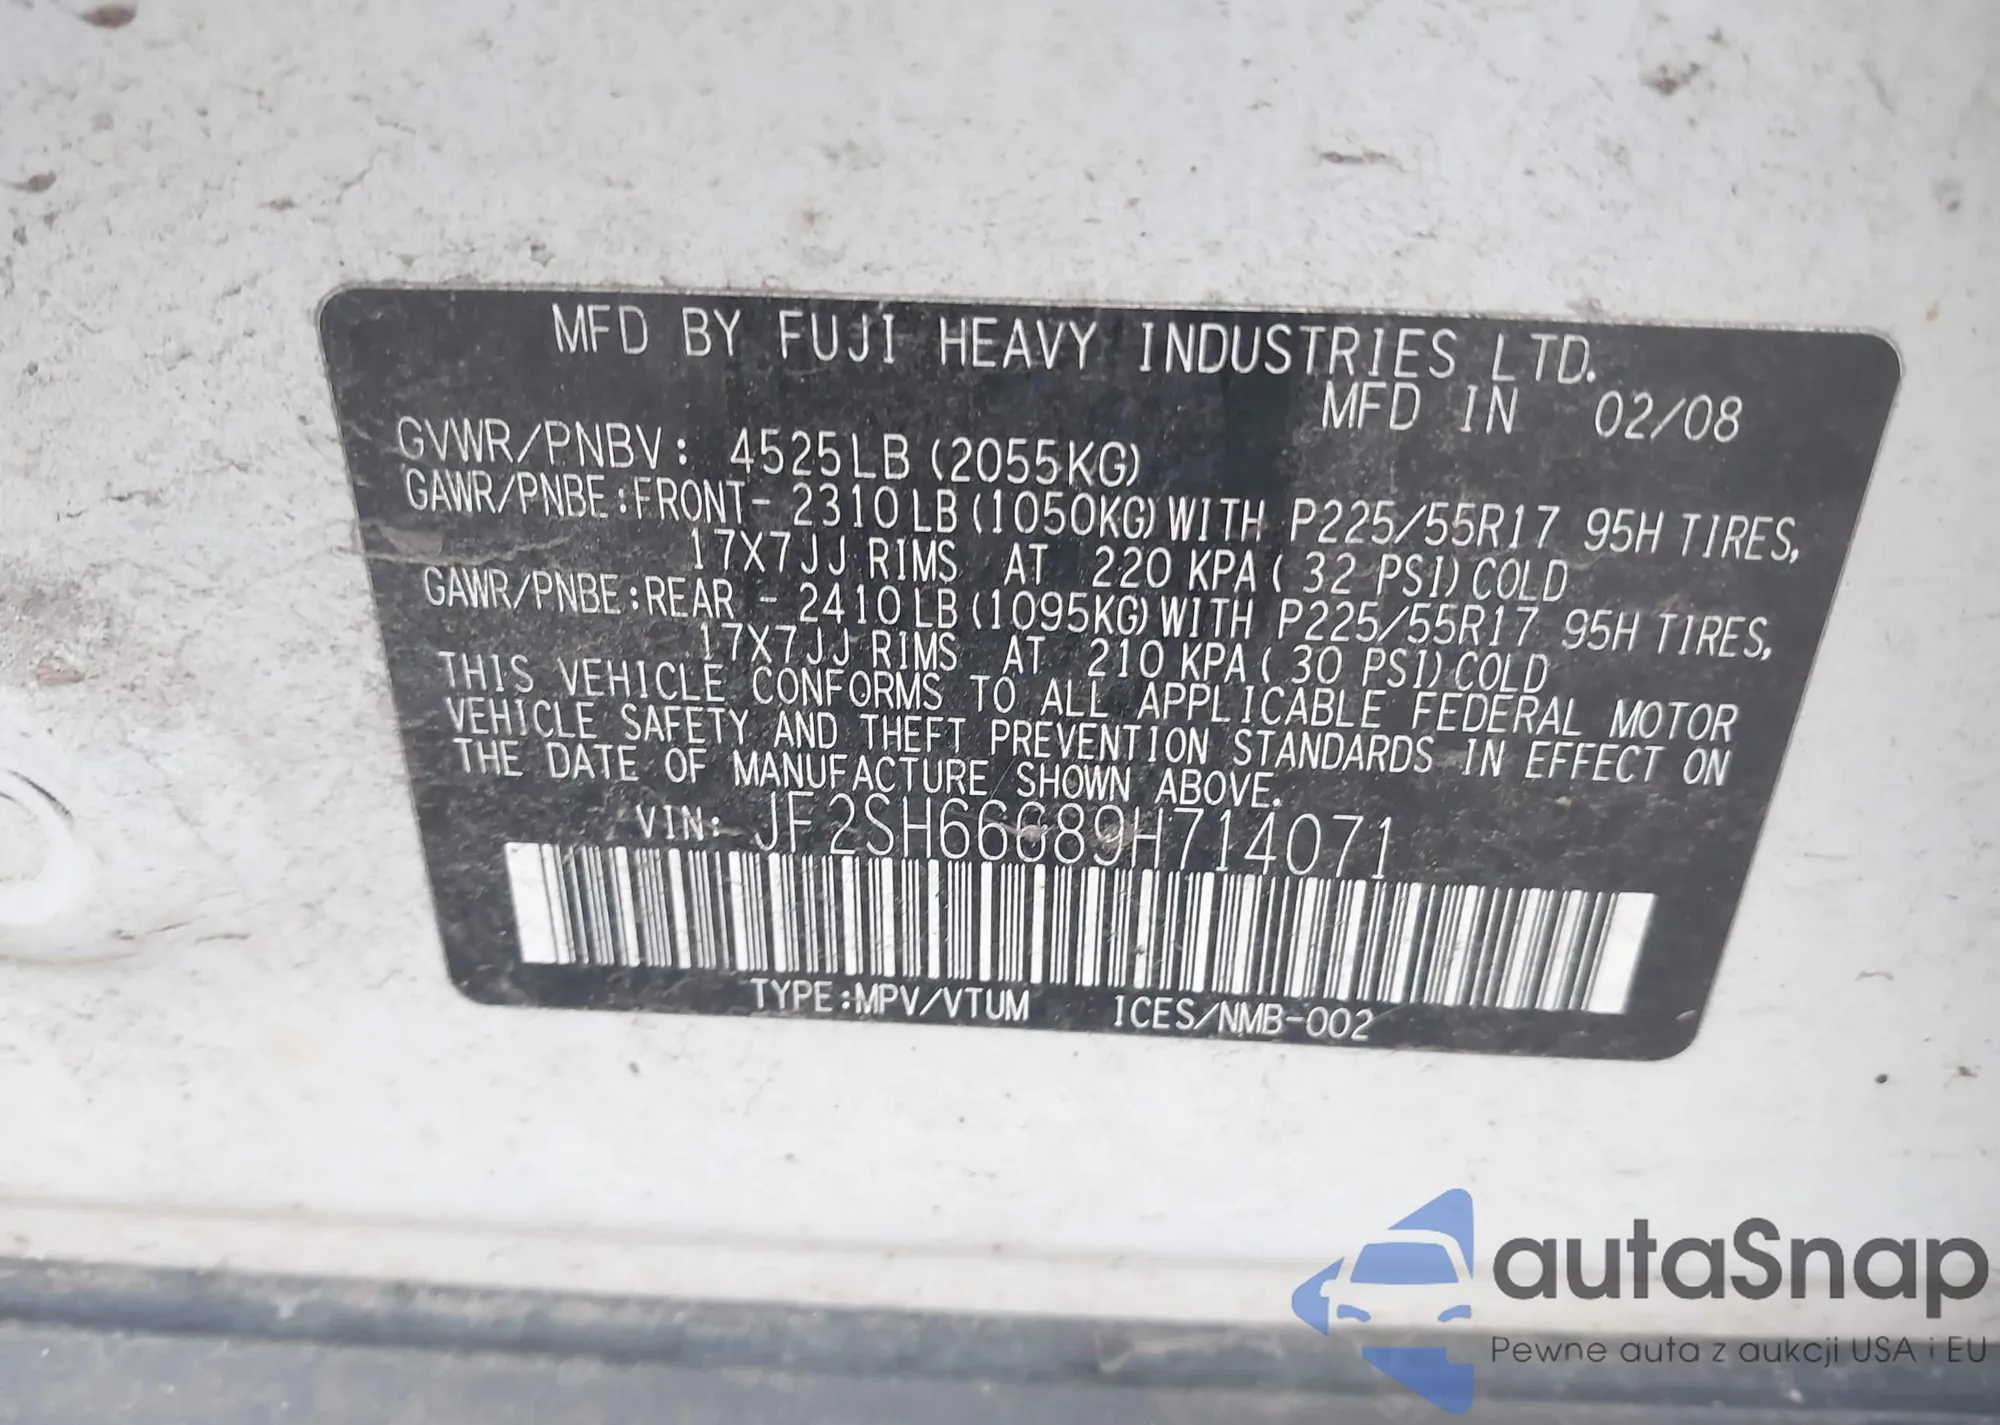 MFD BY FUJI HEAVY INDUSTRIES LTD.
MFD IN 02/08
GVWR/PNBV: 4525LB (2055KG)
GAWR/PNBE:FRONT- 2310LB(1050KG)WITH P225/55R17 95H TIRES,
17X7JJ RIMS AT 220 KPA( 32 PSI)COLD
GAWR/PNBE:REAR - 2410LB(1095KG)WITH P225/55R17 95H TIRES,
17X7JJ RIMS AT 210 KPA( 30 PSI)COLD
THIS VEHICLE CONFORMS TO ALL APPLICABLE FEDERAL MOTOR
VEHICLE SAFETY AND THEFT PREVENTION STANDARDS IN EFFECT ON
THE DATE OF MANUFACTURE SHOWN ABOVE.
VIN: JF2SH66689H714071
TYPE:MPV/VTUM ICES/NMB-002
autaSnap
Pewne auta z aukcji USA i EU